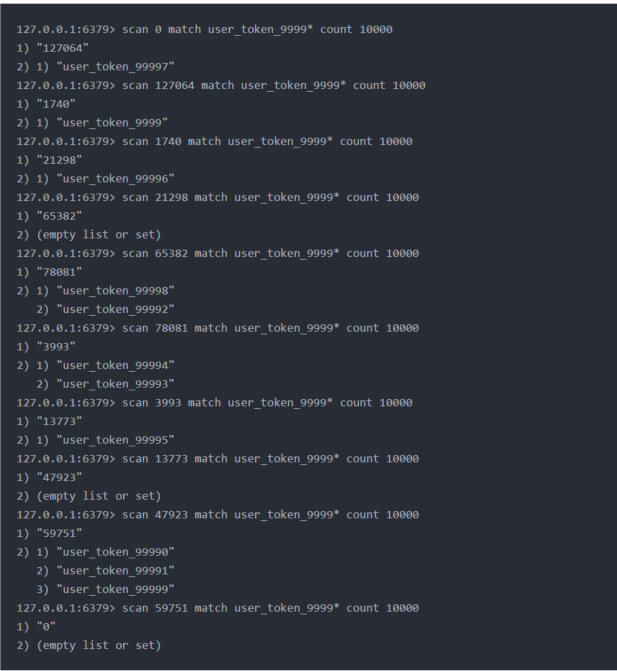 127.0.0.1:6379> scan 0 match user_token_9999* count 10000
1) "127064"
2) 1) "user_token_99997"
127.0.0.1:6379> scan 127064 match user_token_9999* count 10000
1) "1740"
2) 1) "user_token_9999"
127.0.0.1:6379> scan 1740 match user_token_9999* count 10000
1) "21298"
2) 1) "user_token_99996"
127.0.0.1:6379> scan 21298 match user_token_9999* count 10000
1) "65382"
2) (empty list or set)
127.0.0.1:6379> scan 65382 match user_token_9999* count 10000
1) "78081"
2) 1) "user_token_99998"
   2) "user_token_99992"
127.0.0.1:6379> scan 78081 match user_token_9999* count 10000
1) "3993"
2) 1) "user_token_99994"
   2) "user_token_99993"
127.0.0.1:6379> scan 3993 match user_token_9999* count 10000
1) "13773"
2) 1) "user_token_99995"
127.0.0.1:6379> scan 13773 match user_token_9999* count 10000
1) "47923"
2) (empty list or set)
127.0.0.1:6379> scan 47923 match user_token_9999* count 10000
1) "59751"
2) 1) "user_token_99990"
   2) "user_token_99991"
   3) "user_token_99999"
127.0.0.1:6379> scan 59751 match user_token_9999* count 10000
1) "0"
2) (empty list or set)